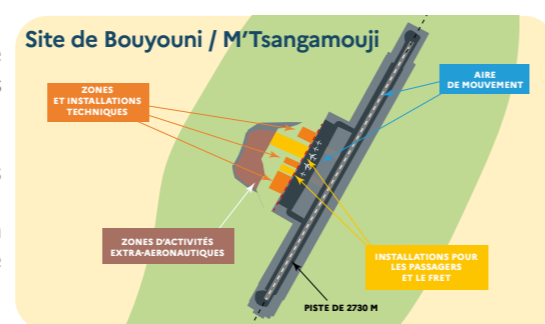 Site de Bouyouni / M'Tsangamouji
ZONES
ET INSTALLATIONS
TECHNIQUES
AIRE
DE MOUVEMENT
ZONES D'ACTIVITÉS
EXTRA-AERONAUTIQUES
INSTALLATIONS POUR
LES PASSAGERS
ET LE FRET
PISTE DE 2730 M